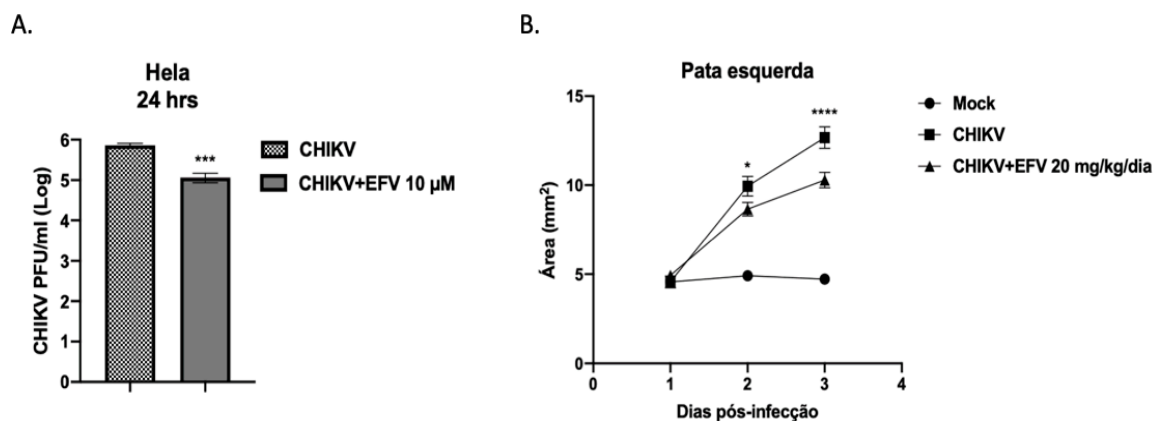 A.
Hela
24 hrs
CHIKV PFU/ml (Log)
6
5
4
3
2
1
0
***
CHIKV
CHIKV+EFV 10 µM
B.
Pata esquerda
Área (mm²)
15
10
5
0
*
****
0 1 2 3 4
Dias pós-infecção
Mock
CHIKV
CHIKV+EFV 20 mg/kg/dia